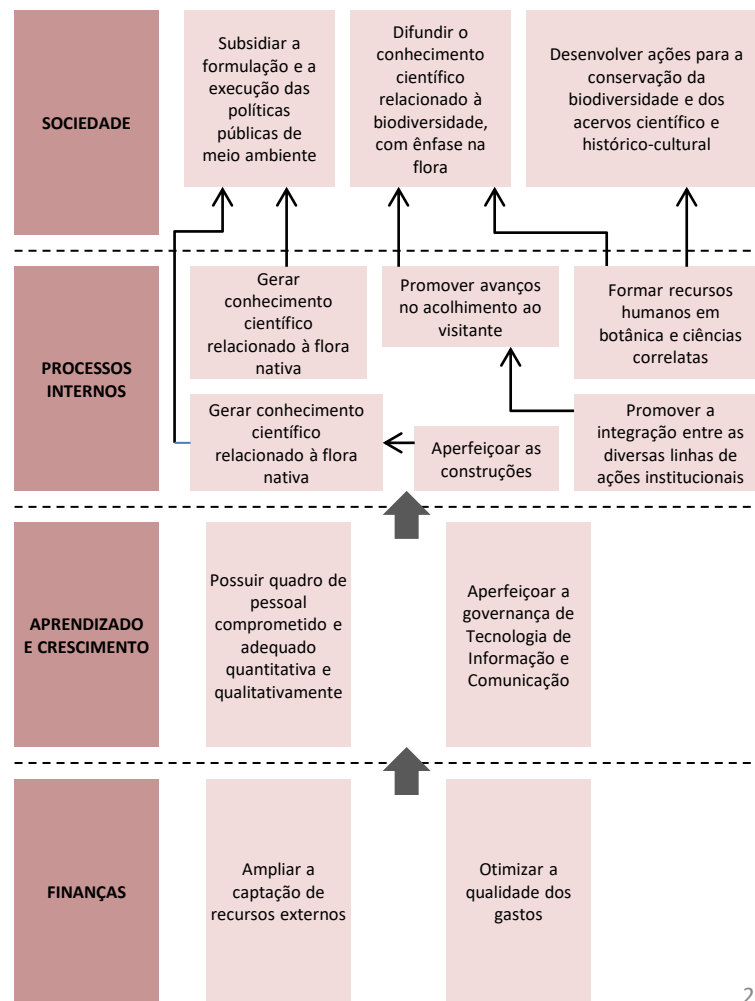 SOCIEDADE
Subsidiar a
formulação e a
execução das
políticas
públicas de
meio ambiente
Difundir o
conhecimento
científico
relacionado à
biodiversidade,
com ênfase na
flora
Desenvolver ações para a
conservação da
biodiversidade e dos
acervos científico e
histórico-cultural
PROCESSOS
INTERNOS
Gerar
conhecimento
científico
relacionado à flora
nativa
Promover avanços
no acolhimento ao
visitante
Formar recursos
humanos em
botânica e ciências
correlatas
Gerar conhecimento
científico
relacionado à flora
nativa
Aperfeiçoar as
construções
Promover a
integração entre as
diversas linhas de
ações institucionais
APRENDIZADO
E CRESCIMENTO
Possuir quadro de
pessoal
comprometido e
adequado
quantitativa e
qualitativamente
Aperfeiçoar a
governança de
Tecnologia de
Informação e
Comunicação
FINANÇAS
Ampliar a
captação de
recursos externos
Otimizar a
qualidade dos
gastos
2